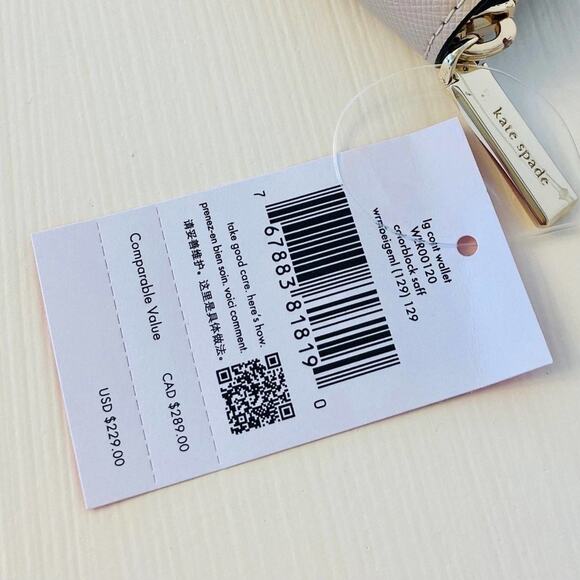 kate spade
lg cont wallet
WLR00120
colorblock saff
wrmbeigeml (129) 129
7 67883 81819 0
take good care. here's how.
prenez-en bien soin. voici comment.
请妥善维护。这里是具体做法。
Comparable Value
CAD $289.00
USD $229.00